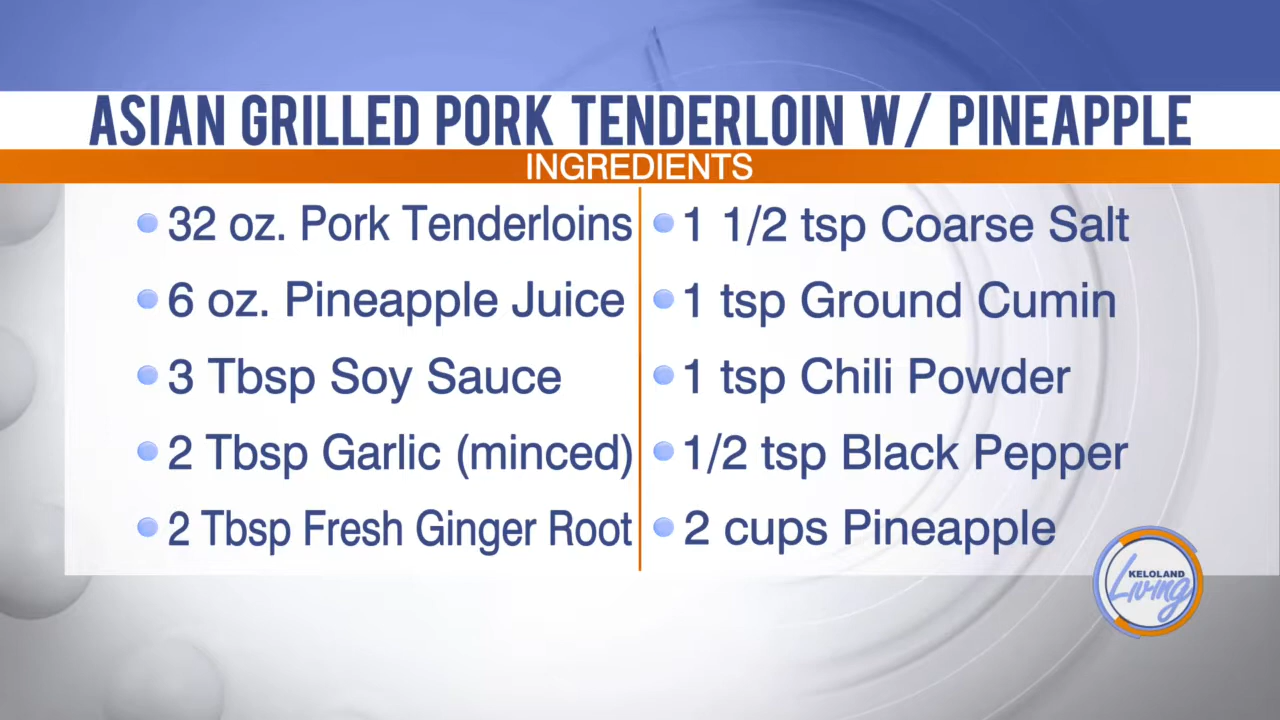 ASIAN GRILLED PORK TENDERLOIN W/ PINEAPPLE
INGREDIENTS
32 oz. Pork Tenderloins
6 oz. Pineapple Juice
3 Tbsp Soy Sauce
2 Tbsp Garlic (minced)
2 Tbsp Fresh Ginger Root
1 1/2 tsp Coarse Salt
1 tsp Ground Cumin
1 tsp Chili Powder
1/2 tsp Black Pepper
2 cups Pineapple
KELOLAND
Living